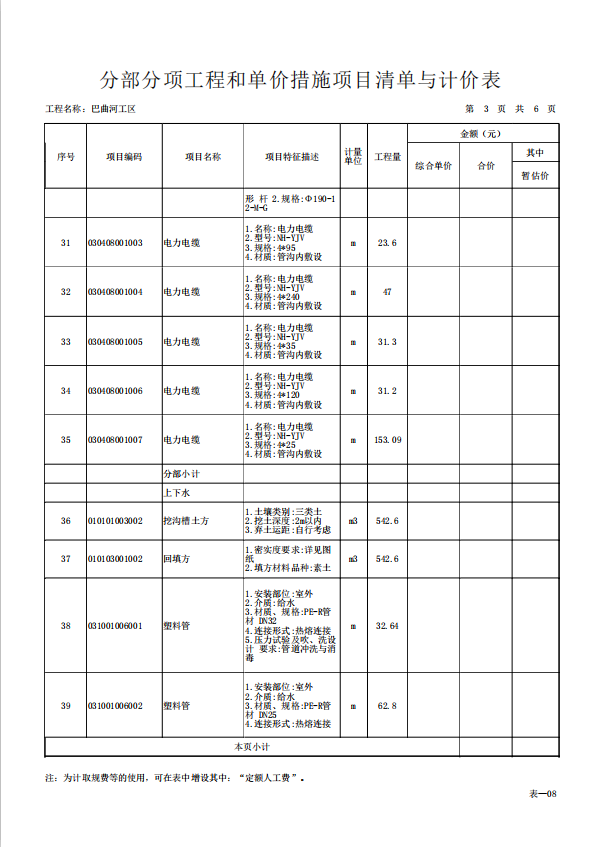 分部分项工程和单价措施项目清单与计价表
工程名称: 巴曲河工区 第 3 页 共 6 页
序号 项目编码 项目名称 项目特征描述 计量单位 工程量 金额（元）
综合单价 合价 其中
暂估价
形 杆 2.规格:Φ190-1
2-M-G
31 030408001003 电力电缆 1.名称:电力电缆
2.型号:NH-YJV
3.规格:4*95
4.材质:管沟内敷设 m 23.6
32 030408001004 电力电缆 1.名称:电力电缆
2.型号:NH-YJV
3.规格:4*240
4.材质:管沟内敷设 m 47
33 030408001005 电力电缆 1.名称:电力电缆
2.型号:NH-YJV
3.规格:4*35
4.材质:管沟内敷设 m 31.3
34 030408001006 电力电缆 1.名称:电力电缆
2.型号:NH-YJV
3.规格:4*120
4.材质:管沟内敷设 m 31.2
35 030408001007 电力电缆 1.名称:电力电缆
2.型号:NH-YJV
3.规格:4*25
4.材质:管沟内敷设 m 153.09
分部小计
上下水
36 010101003002 挖沟槽土方 1.土壤类别:三类土
2.挖土深度:2m以内
3.弃土运距:自行考虑 m3 542.6
37 010103001002 回填方 1.密实度要求:详见图
纸
2.填方材料品种:素土 m3 542.6
38 031001006001 塑料管 1.安装部位:室外
2.介质:给水
3.材质、规格:PE-R管
材 DN32
4.连接形式:热熔连接
5.压力试验及吹、洗设
计 要求:管道冲洗与消
毒 m 32.64
39 031001006002 塑料管 1.安装部位:室外
2.介质:给水
3.材质、规格:PE-R管
材 DN25
4.连接形式:热熔连接 m 62.8
本页小计
注: 为计取规费等的使用, 可在表中增设其中: “定额人工费”。
表—08